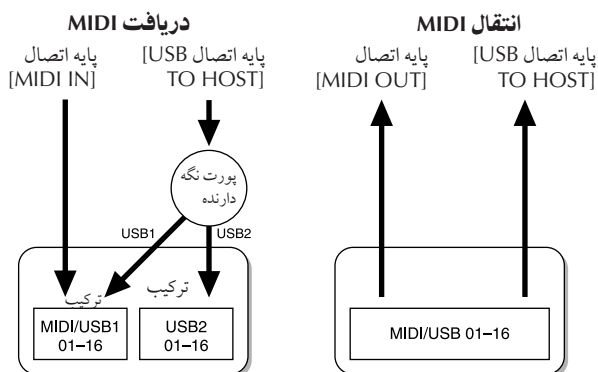 انتقال MIDI
پایه اتصال USB]
TO HOST]
پایه اتصال
[MIDI OUT]
MIDI/USB 01–16
دریافت MIDI
پایه اتصال USB]
TO HOST]
پایه اتصال
[MIDI IN]
پورت نگه
دارنده
USB1
USB2
ترکیب
ترکیب
MIDI/USB1
01–16
USB2
01–16